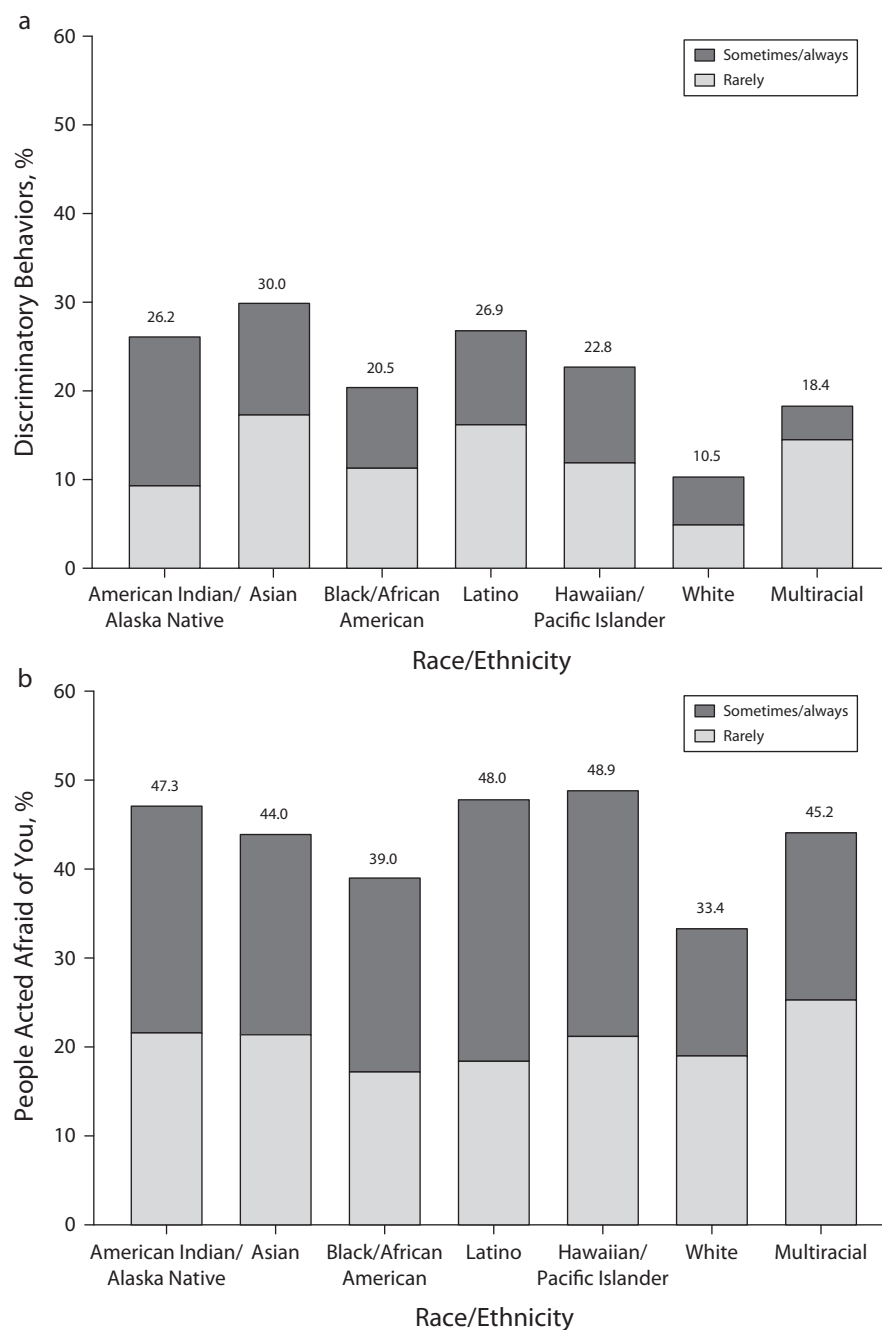 a
60
50
40
30
20
10
0
Discriminatory Behaviors, %
Sometimes/always
Rarely
26.2
30.0
20.5
26.9
22.8
10.5
18.4
American Indian/
Alaska Native
Asian
Black/African
American
Latino
Hawaiian/
Pacific Islander
White
Multiracial
Race/Ethnicity
b
60
50
40
30
20
10
0
People Acted Afraid of You, %
Sometimes/always
Rarely
47.3
44.0
39.0
48.0
48.9
33.4
45.2
American Indian/
Alaska Native
Asian
Black/African
American
Latino
Hawaiian/
Pacific Islander
White
Multiracial
Race/Ethnicity